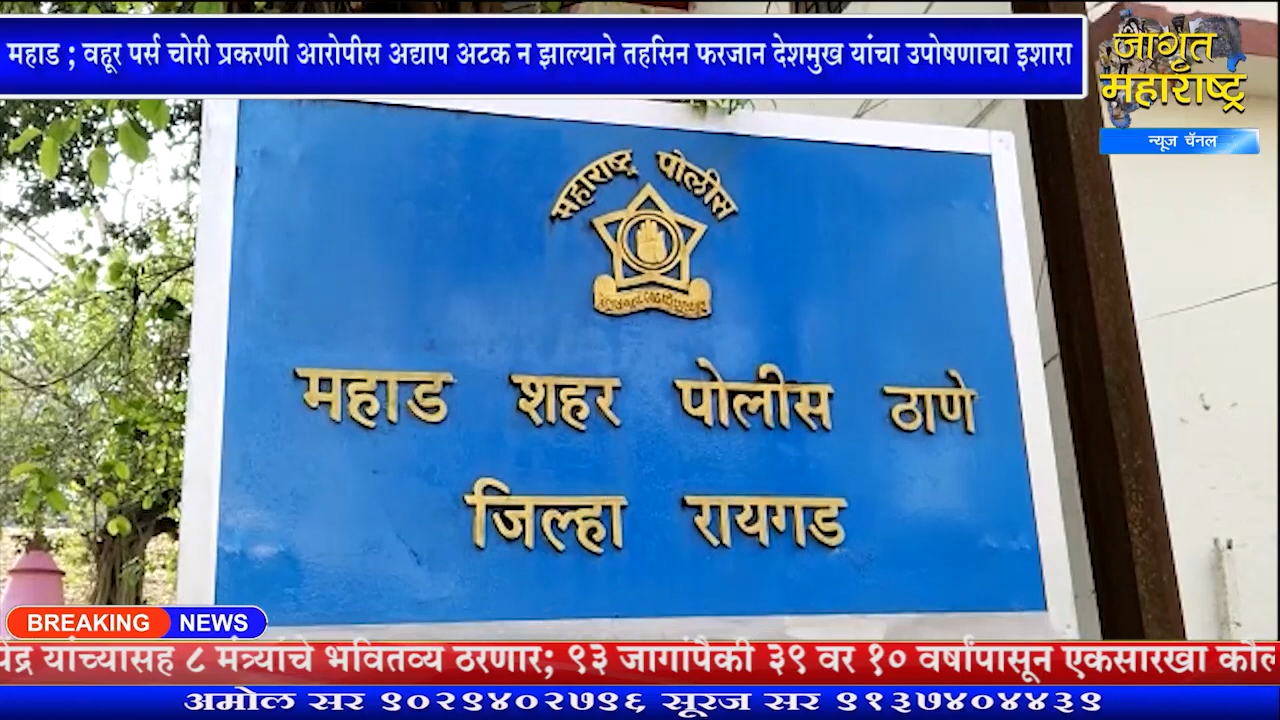 महाड ; वहूर पर्स चोरी प्रकरणी आरोपीस अद्याप अटक न झाल्याने तहसिन फरजान देशमुख यांचा उपोषणाचा इशारा
जागृत
महाराष्ट्र
न्यूज चॅनल
महाराष्ट्र पोलीस
महाड शहर पोलीस ठाणे
जिल्हा रायगड
BREAKING NEWS
पेंद्र यांच्यासह ८ मंत्र्यांचे भवितव्य ठरणार; ९३ जागांपैकी ३९ वर १० वर्षांपासून एकसारखा कौल
अमोल सर ९०२९४०२७९६ सूरज सर ९१३७४०४४३९